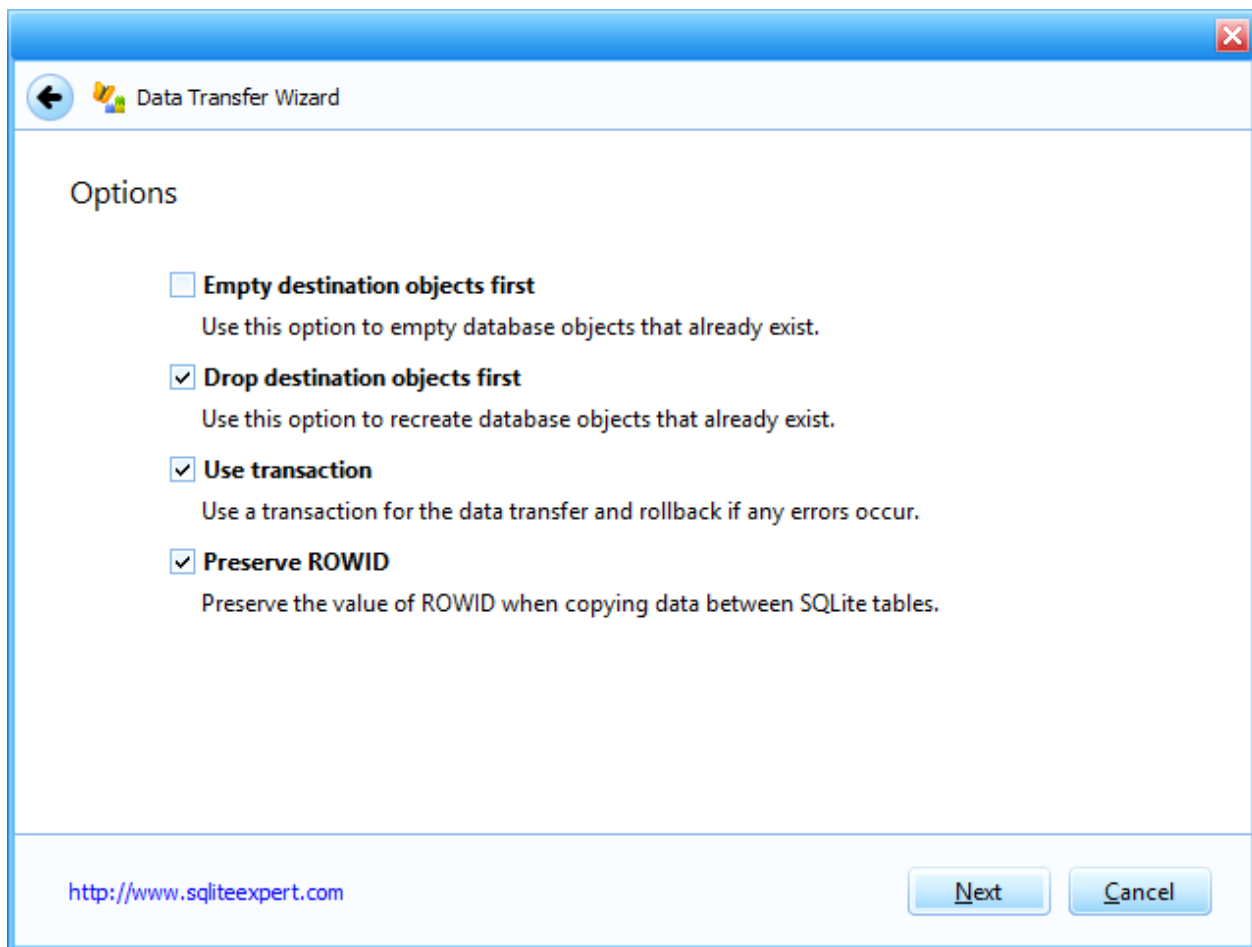 Data Transfer Wizard
Options
Empty destination objects first
Use this option to empty database objects that already exist.
Drop destination objects first
Use this option to recreate database objects that already exist.
Use transaction
Use a transaction for the data transfer and rollback if any errors occur.
Preserve ROWID
Preserve the value of ROWID when copying data between SQLite tables.
http://www.sqliteexpert.com
Next
Cancel